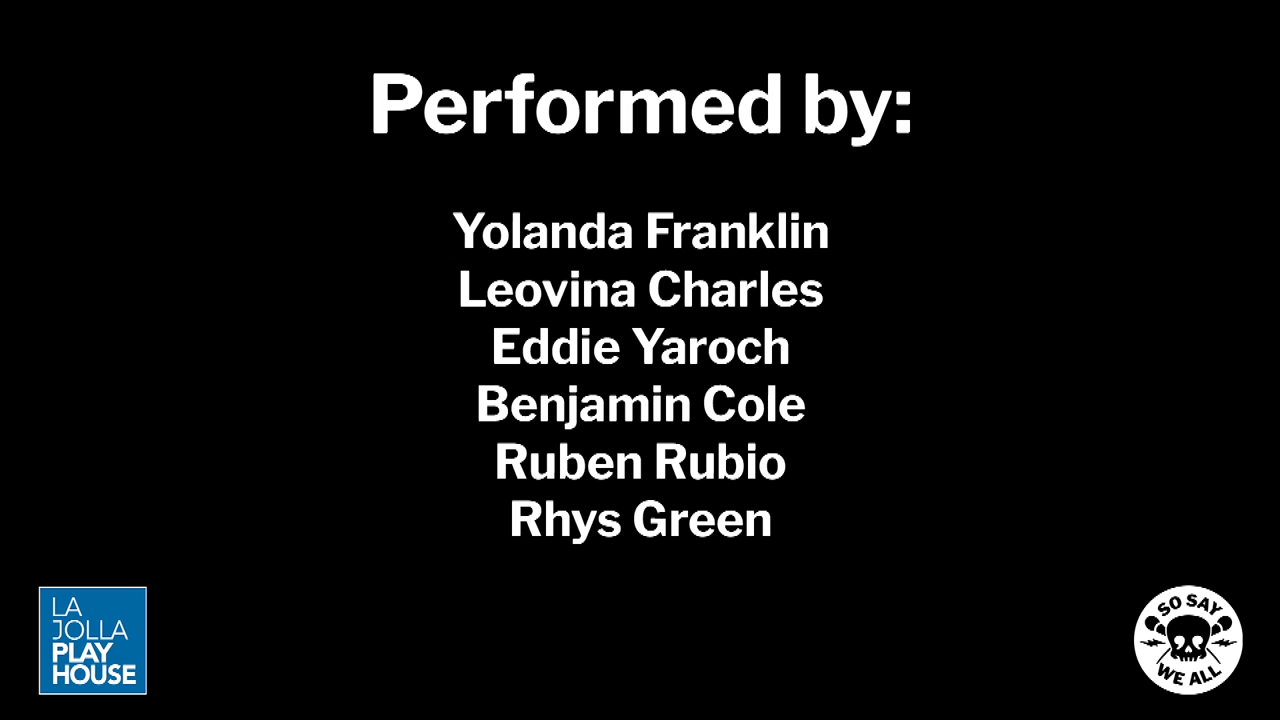 Performed by:
Yolanda Franklin
Leovina Charles
Eddie Yaroch
Benjamin Cole
Ruben Rubio
Rhys Green
LA
JOLLA
PLAY
HOUSE
SO SAY
WE ALL